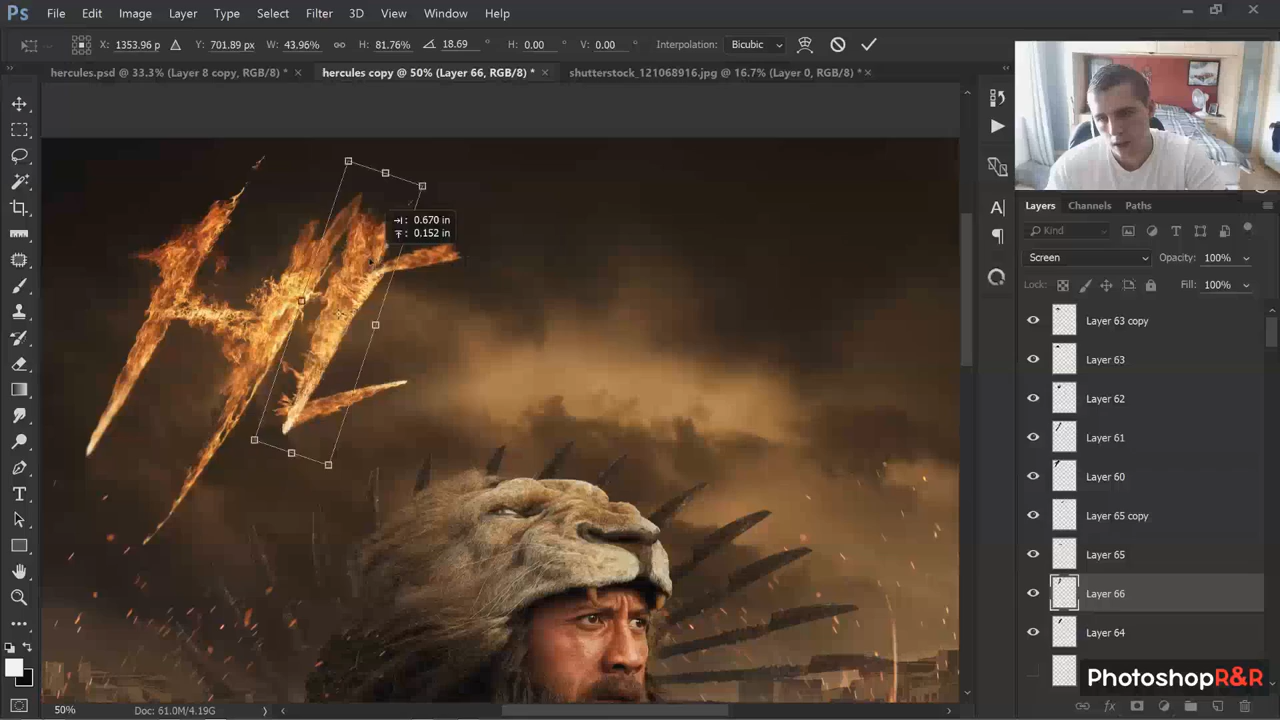 Ps File Edit Image Layer Type Select Filter 3D View Window Help
X: 1353.96 p Y: 701.89 px W: 43.96% H: 81.76% 18.69 ° H: 0.00 ° V: 0.00 ° Interpolation: Bicubic
hercules.psd @ 33.3% (Layer 8 copy, RGB/8) * × hercules copy @ 50% (Layer 66, RGB/8) * × shutterstock_121068916.jpg @ 16.7% (Layer 0, RGB/8) * ×
HE
→: 0.670 in
: 0.152 in
Layers Channels Paths
Kind
Screen Opacity: 100%
Lock: Fill: 100%
Layer 63 copy
Layer 63
Layer 62
Layer 61
Layer 60
Layer 65 copy
Layer 65
Layer 66
Layer 64
PhotoshopR&R
50% Doc: 61.0M/4.19G